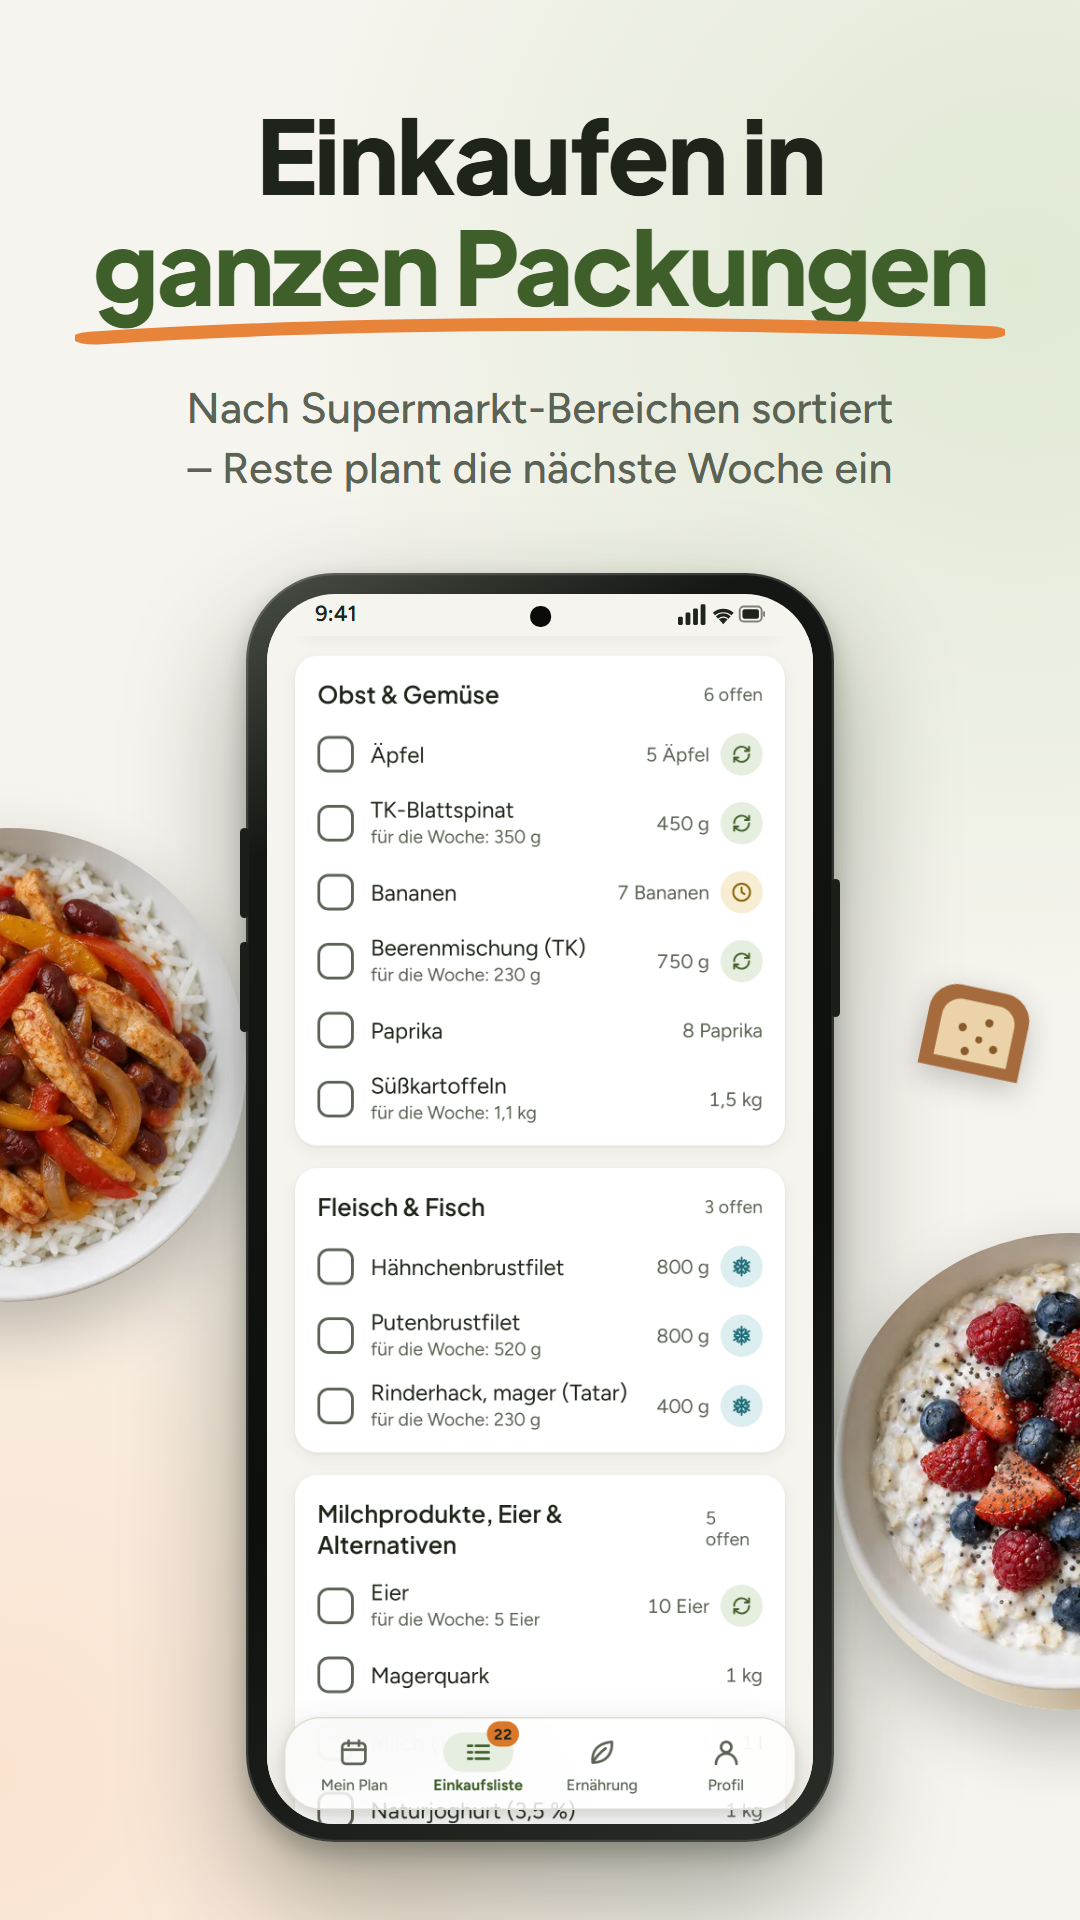 Einkaufen in
ganzen Packungen
Nach Supermarkt-Bereichen sortiert
– Reste plant die nächste Woche ein
9:41
Obst & Gemüse 6 offen
Äpfel 5 Äpfel
TK-Blattspinat 450 g
für die Woche: 350 g
Bananen 7 Bananen
Beerenmischung (TK) 750 g
für die Woche: 230 g
Paprika 8 Paprika
Süßkartoffeln 1,5 kg
für die Woche: 1,1 kg
Fleisch & Fisch 3 offen
Hähnchenbrustfilet 800 g
Putenbrustfilet 800 g
für die Woche: 520 g
Rinderhack, mager (Tatar) 400 g
für die Woche: 230 g
Milchprodukte, Eier & 5
Alternativen offen
Eier 10 Eier
für die Woche: 5 Eier
Magerquark 1 kg
22
Mein Plan Einkaufsliste Ernährung Profil
Naturjoghurt (3,5 %) 1 kg